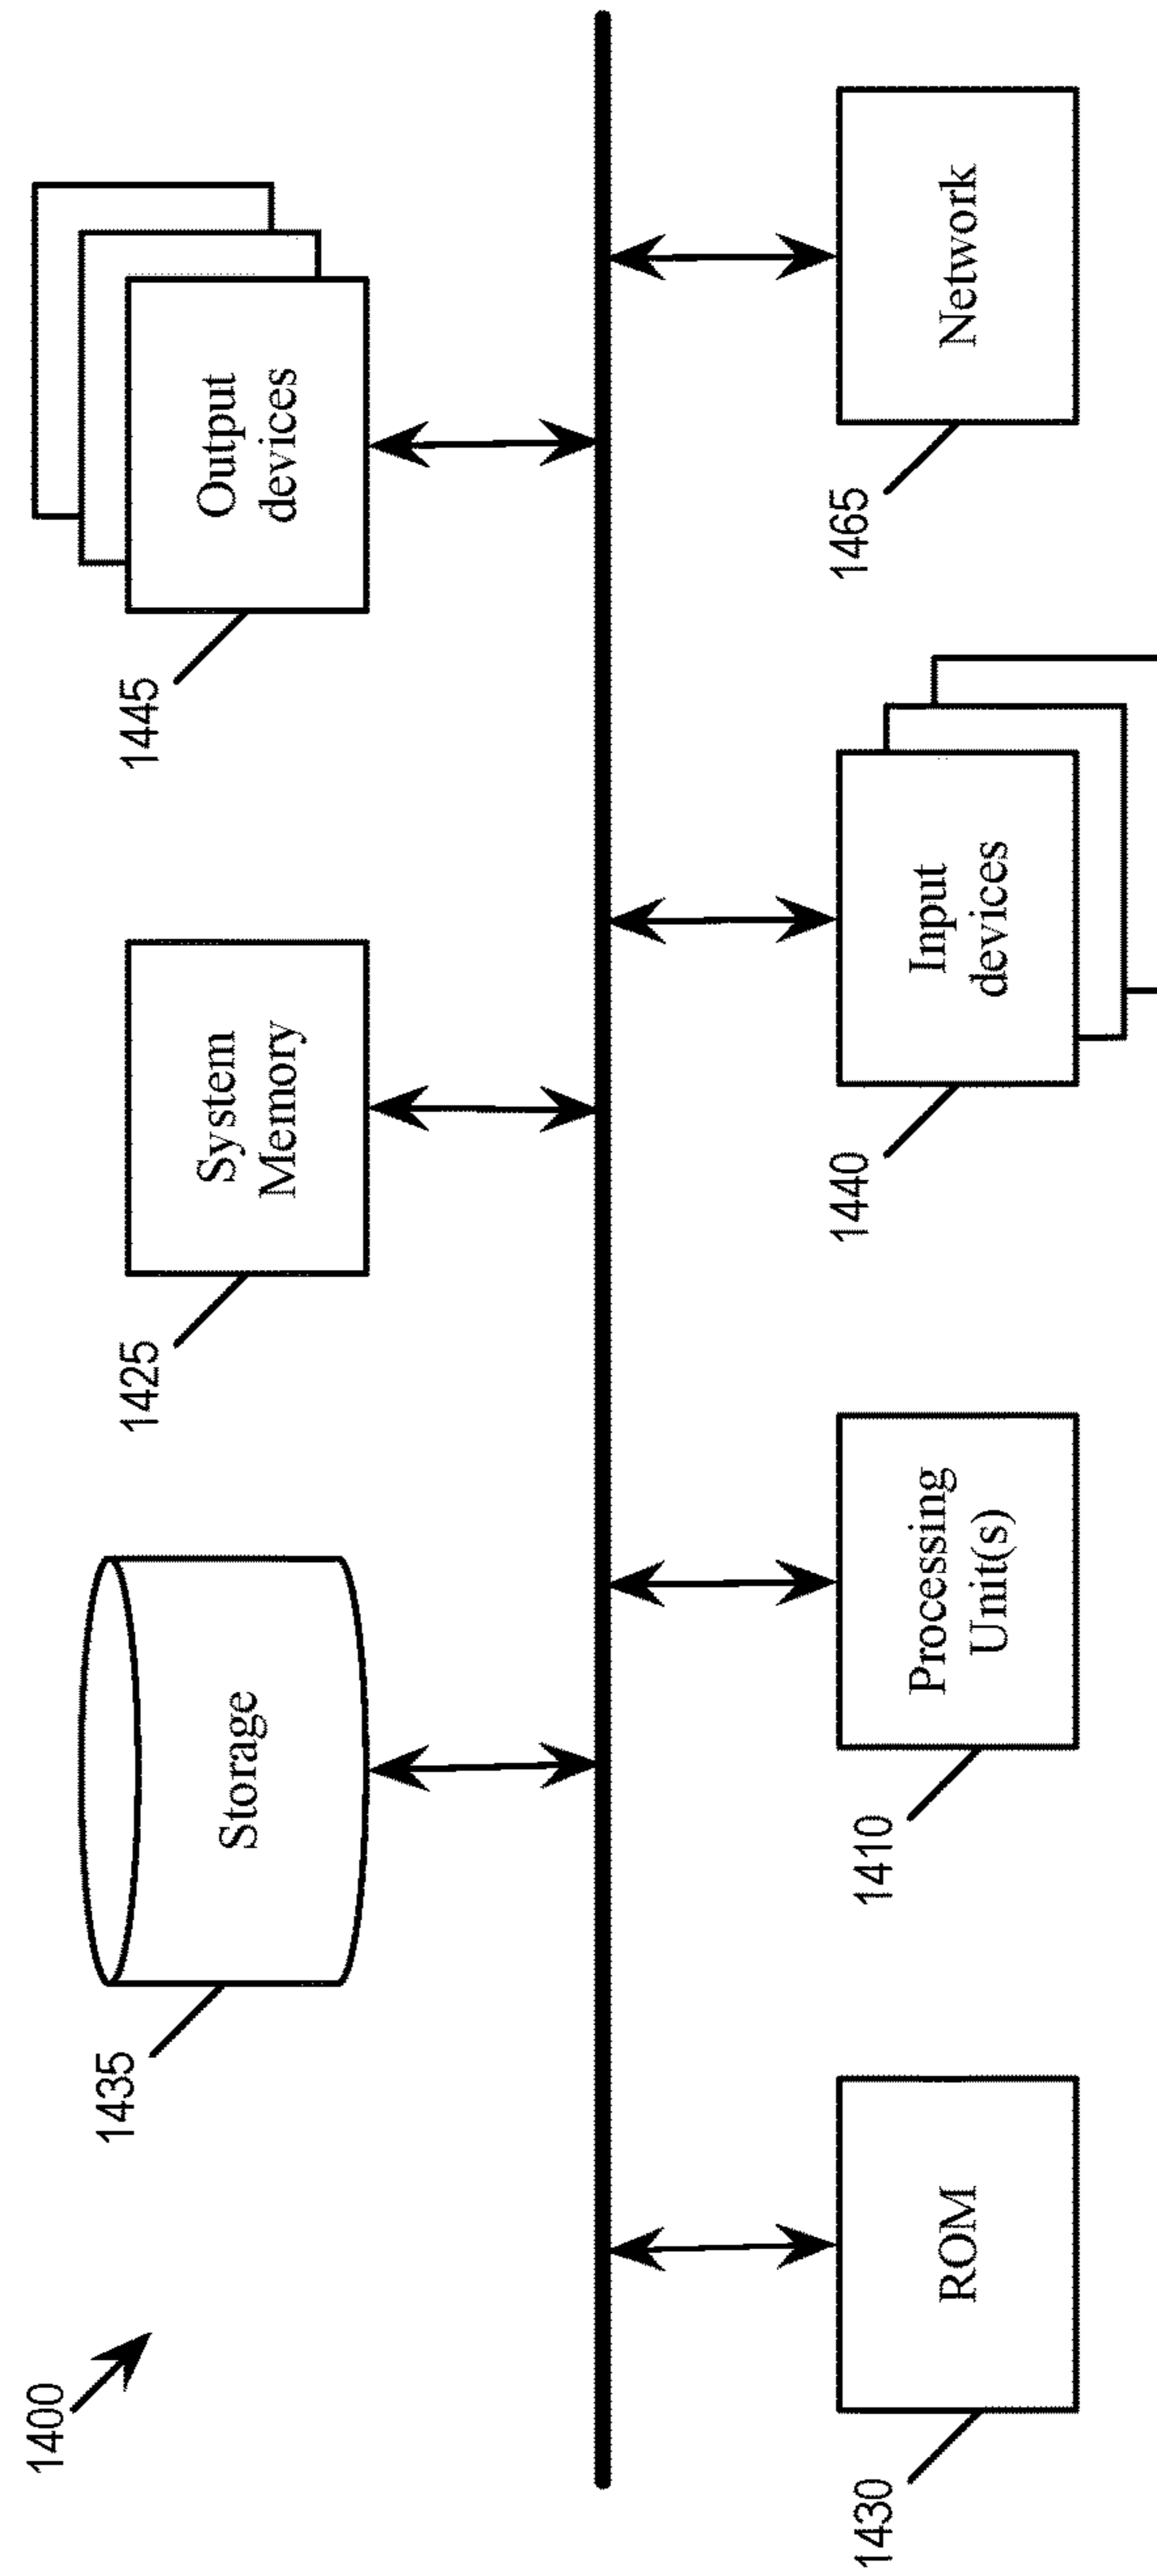 1400
1435
Storage
1425
System
Memory
1445
Output
devices
1430
ROM
1410
Processing
Unit(s)
1440
Input
devices
1465
Network